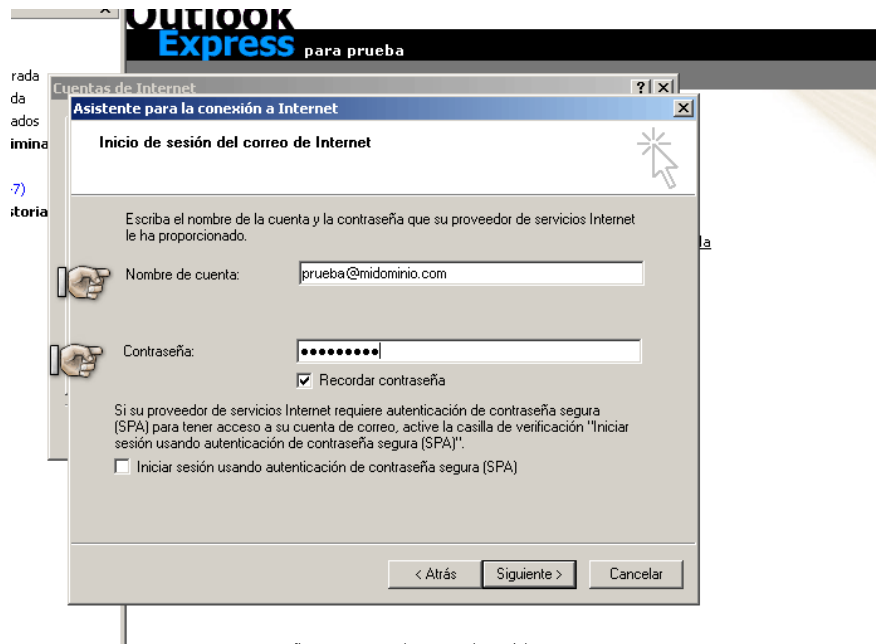 Outlook
Express para prueba
rada
da
ados
imina
-7)
storia
Cuentas de Internet
Asistente para la conexión a Internet
Inicio de sesión del correo de Internet
Escriba el nombre de la cuenta y la contraseña que su proveedor de servicios Internet
le ha proporcionado.
la
Nombre de cuenta: prueba@midominio.com
Contraseña: •••••••••
Recordar contraseña
Si su proveedor de servicios Internet requiere autenticación de contraseña segura
(SPA) para tener acceso a su cuenta de correo, active la casilla de verificación "Iniciar
sesión usando autenticación de contraseña segura (SPA)".
Iniciar sesión usando autenticación de contraseña segura (SPA)
< Atrás Siguiente > Cancelar